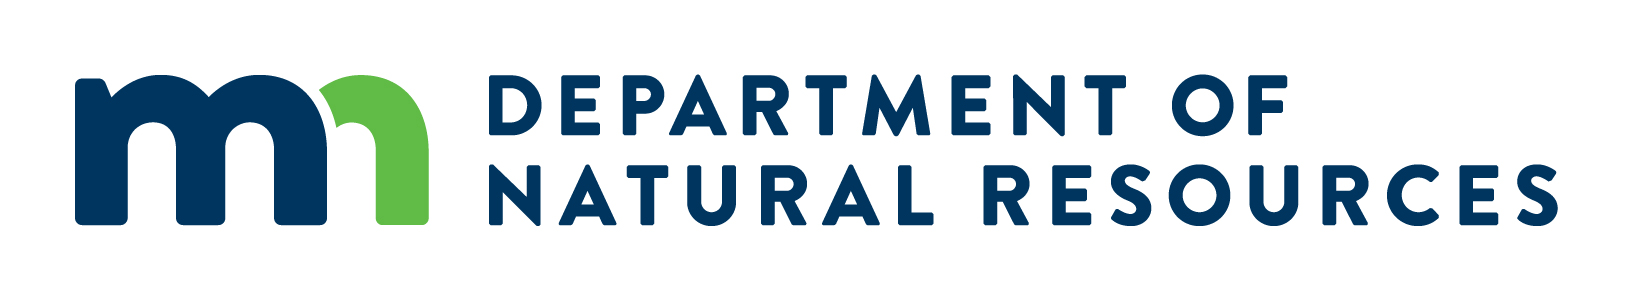 mn DEPARTMENT OF
NATURAL RESOURCES